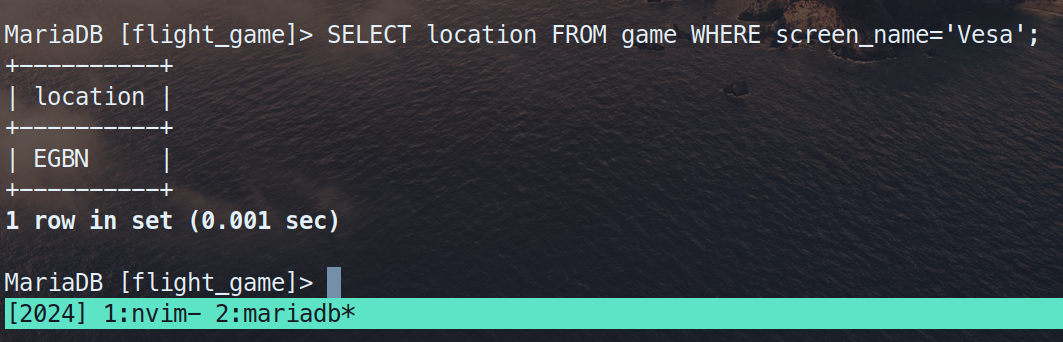 MariaDB [flight_game]> SELECT location FROM game WHERE screen_name='Vesa';
+----------+
| location |
+----------+
| EGBN     |
+----------+
1 row in set (0.001 sec)
MariaDB [flight_game]>
[2024] 1:nvim- 2:mariadb*